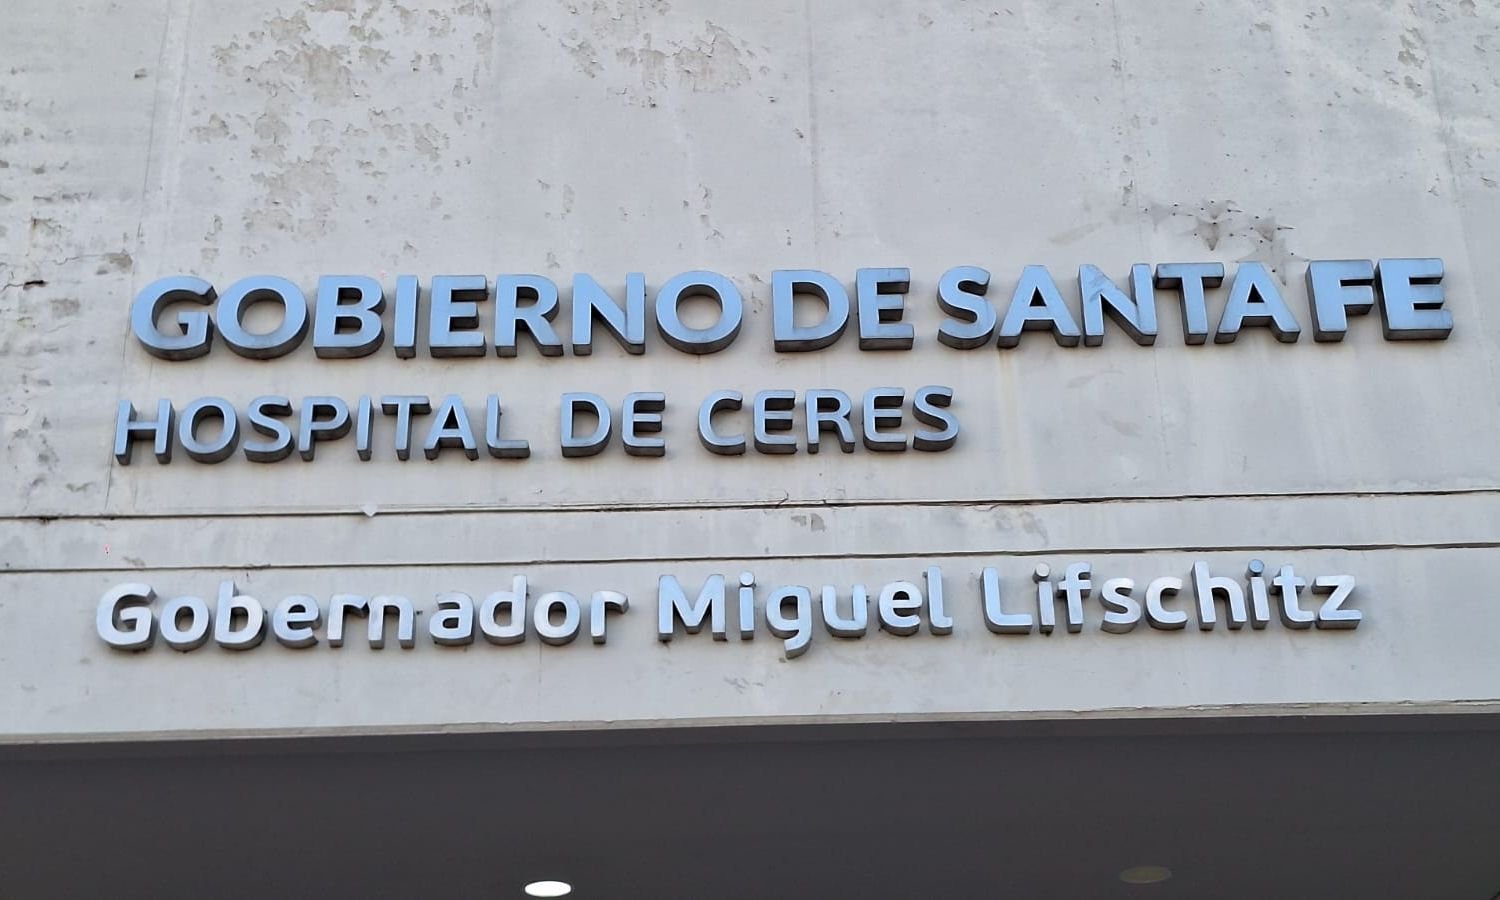 GOBIERNO DE SANTA FE
HOSPITAL DE CERES
Gobernador Miguel Lifschitz